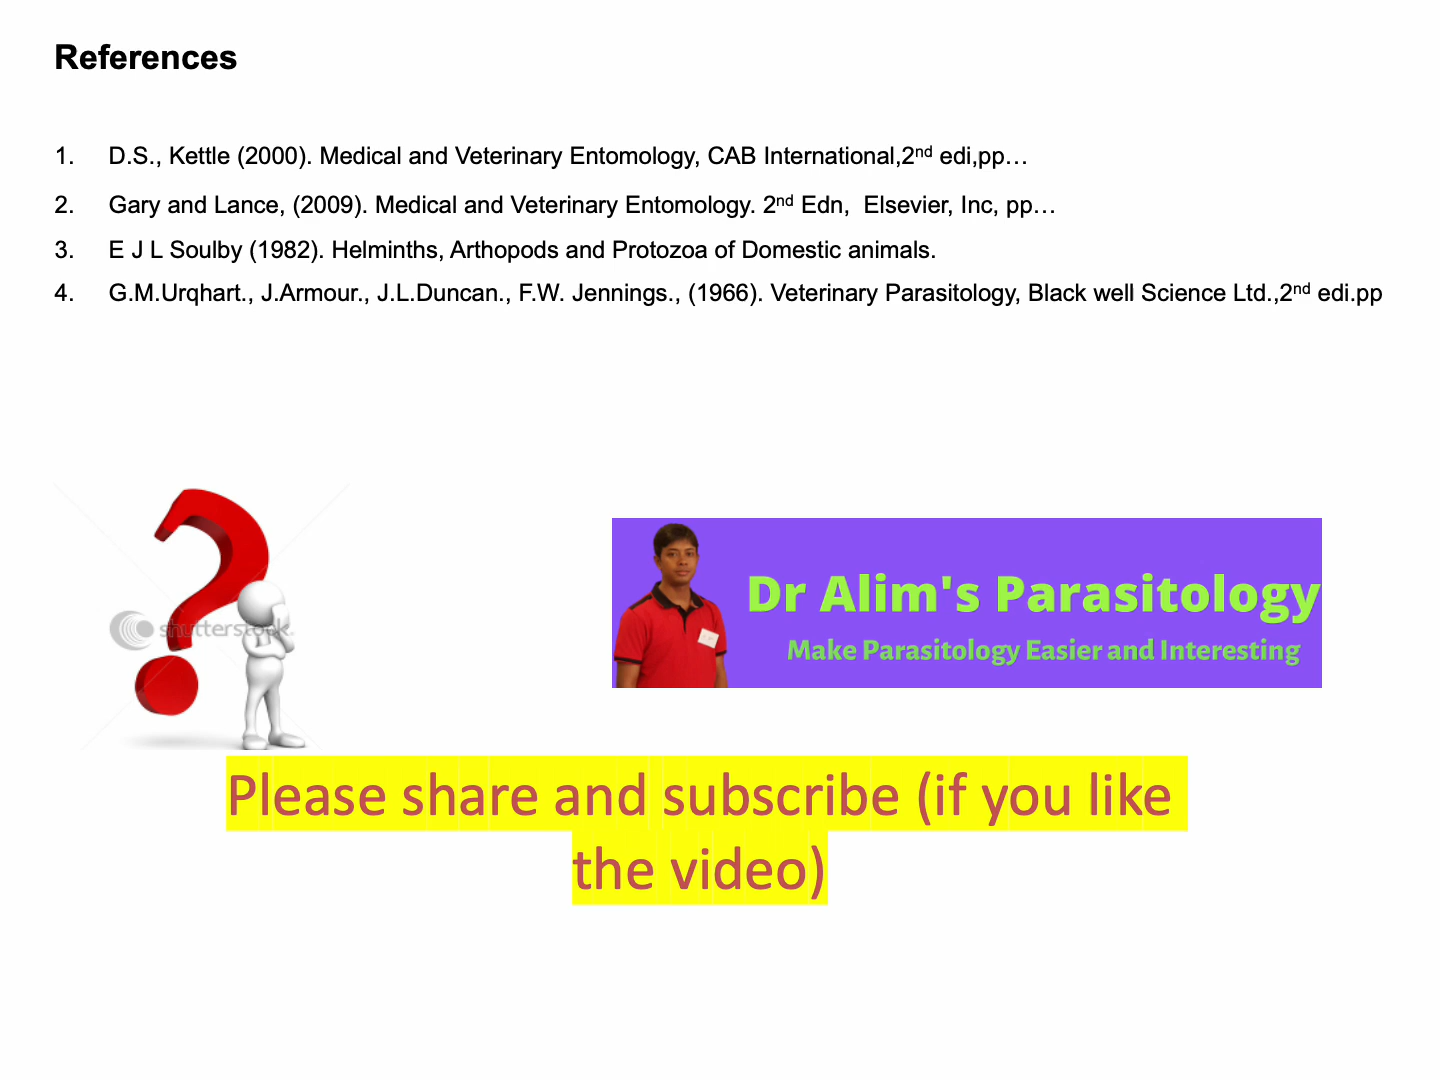 References
1. D.S., Kettle (2000). Medical and Veterinary Entomology, CAB International,2nd edi,pp…
2. Gary and Lance, (2009). Medical and Veterinary Entomology. 2nd Edn,  Elsevier, Inc, pp…
3. E J L Soulby (1982). Helminths, Arthopods and Protozoa of Domestic animals.
4. G.M.Urqhart., J.Armour., J.L.Duncan., F.W. Jennings., (1966). Veterinary Parasitology, Black well Science Ltd.,2nd edi.pp
shutterstock
Dr Alim's Parasitology
Make Parasitology Easier and Interesting
Please share and subscribe (if you like
the video)